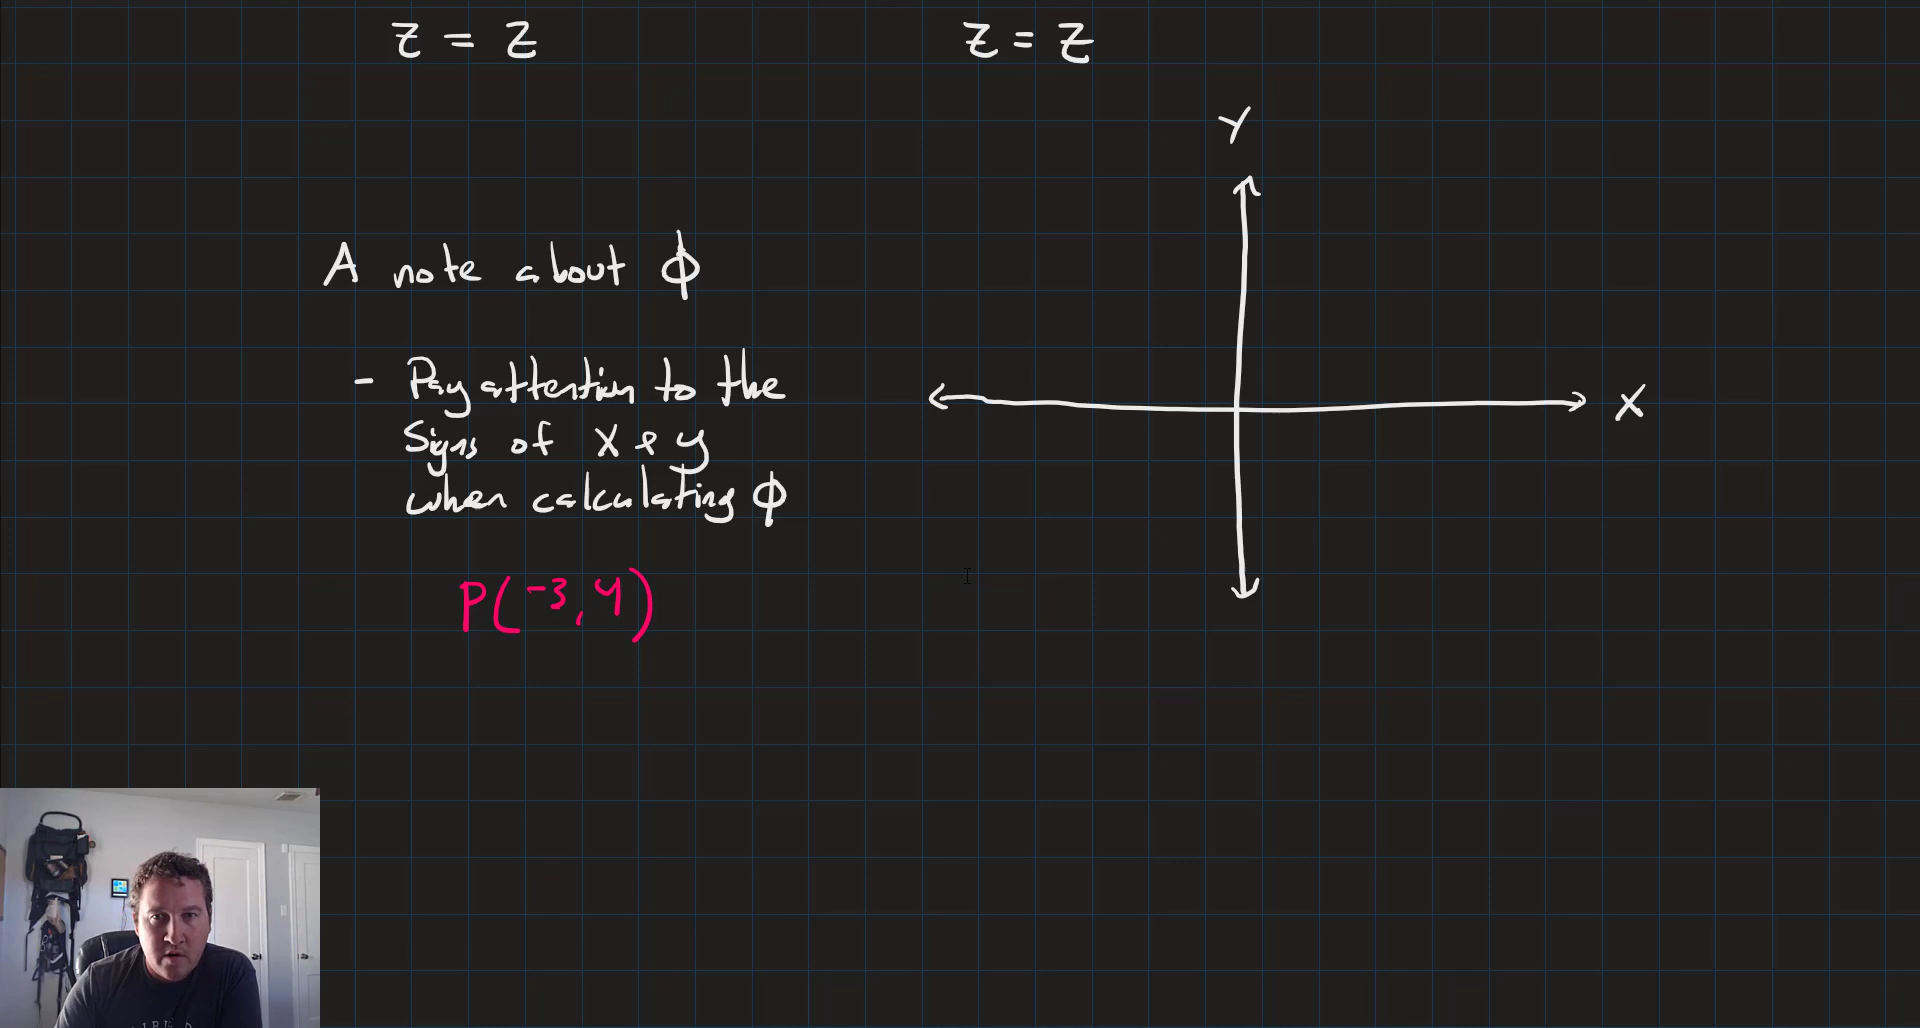 z = z
z = z
Y
X
A note about ϕ
- Pay attention to the
Signs of x & y
when calculating ϕ
P(-3, 4)